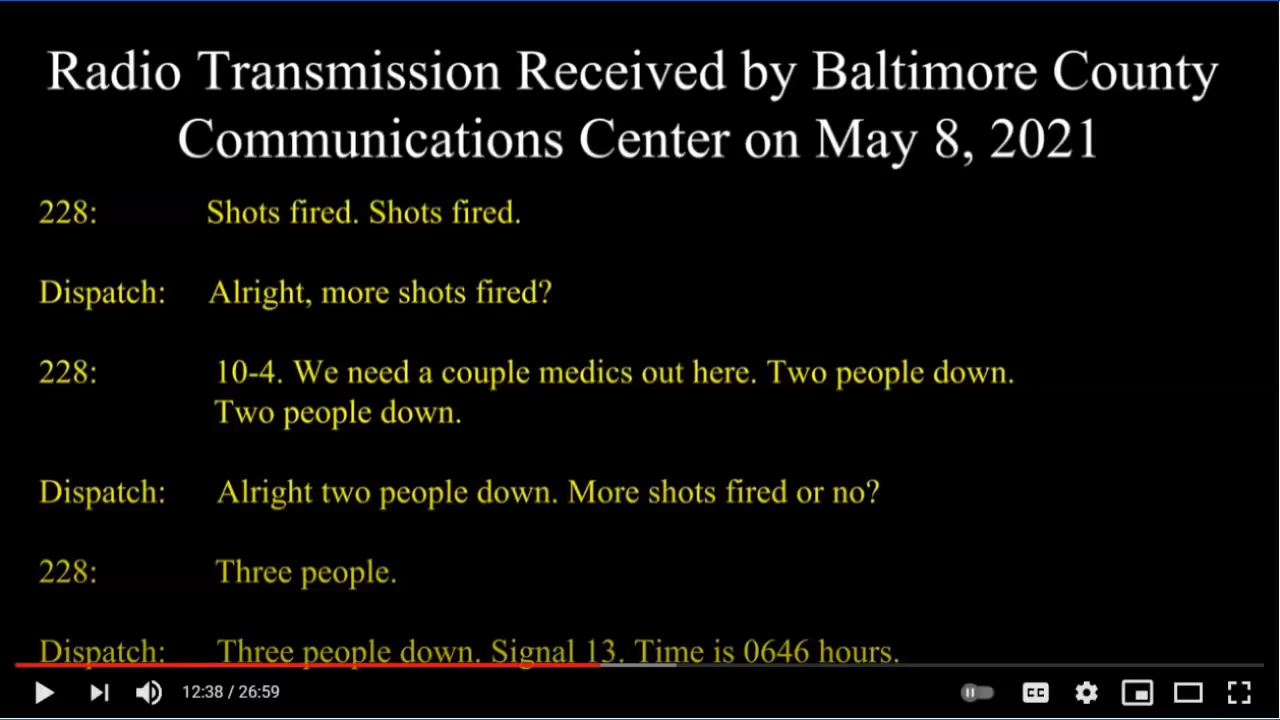 Radio Transmission Received by Baltimore County
Communications Center on May 8, 2021
228: Shots fired. Shots fired.
Dispatch: Alright, more shots fired?
228: 10-4. We need a couple medics out here. Two people down.
Two people down.
Dispatch: Alright two people down. More shots fired or no?
228: Three people.
Dispatch: Three people down. Signal 13. Time is 0646 hours.
12:38 / 26:59
CC